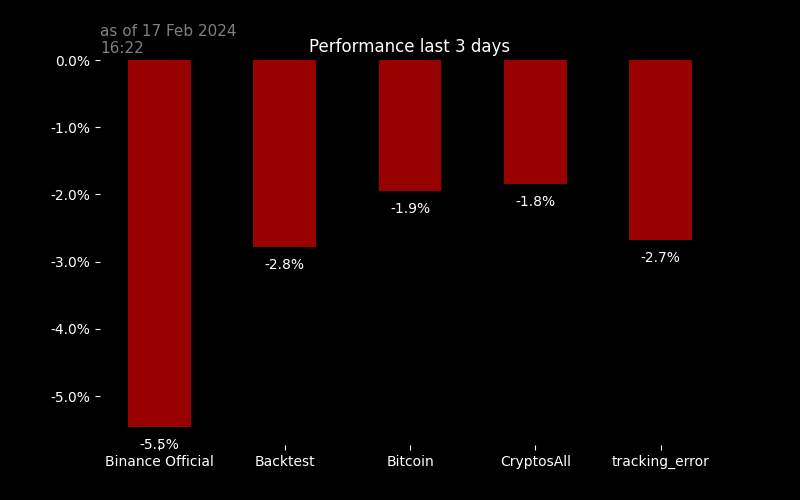 as of 17 Feb 2024
16:22
Performance last 3 days
0.0%
-1.0%
-2.0%
-3.0%
-4.0%
-5.0%
-5.5%
-2.8%
-1.9%
-1.8%
-2.7%
Binance Official
Backtest
Bitcoin
CryptosAll
tracking_error